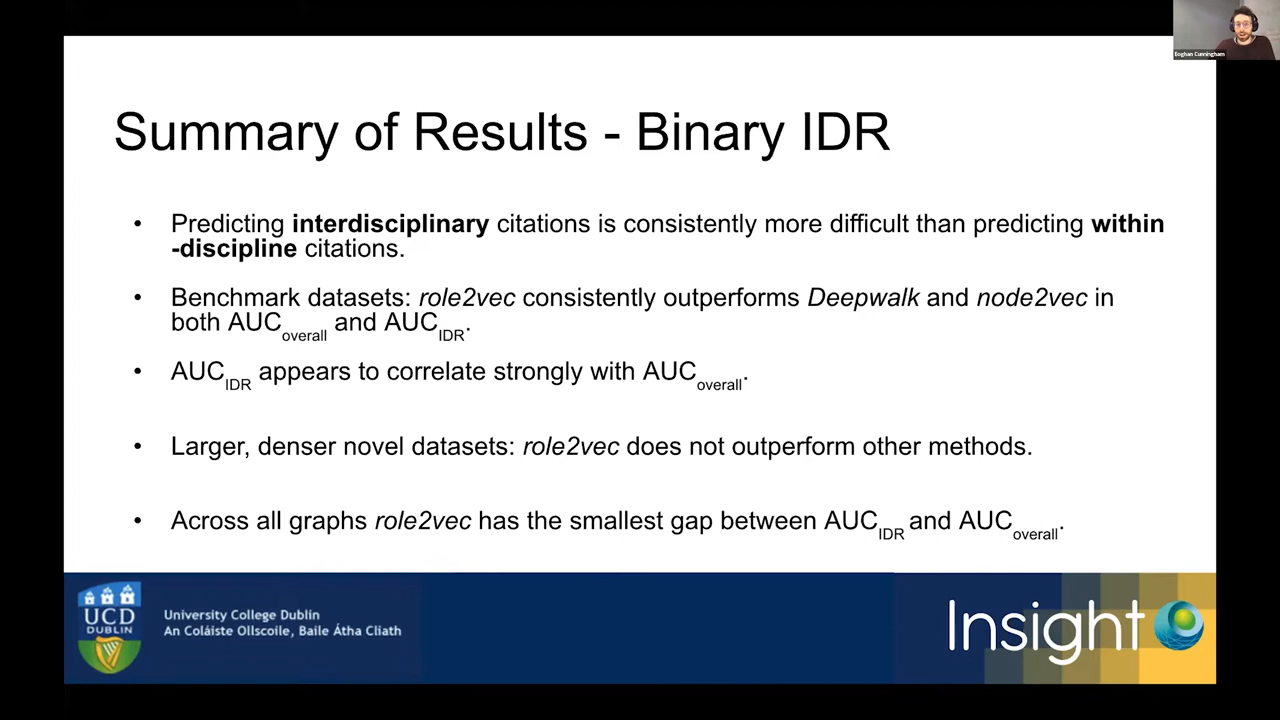 Eoghan Cunningham
Summary of Results - Binary IDR
• Predicting interdisciplinary citations is consistently more difficult than predicting within
-discipline citations.
• Benchmark datasets: role2vec consistently outperforms Deepwalk and node2vec in
both AUCoverall and AUCIDR.
• AUCIDR appears to correlate strongly with AUCoverall.
• Larger, denser novel datasets: role2vec does not outperform other methods.
• Across all graphs role2vec has the smallest gap between AUCIDR and AUCoverall.
UCD
DUBLIN
University College Dublin
An Coláiste Ollscoile, Baile Átha Cliath
Insight